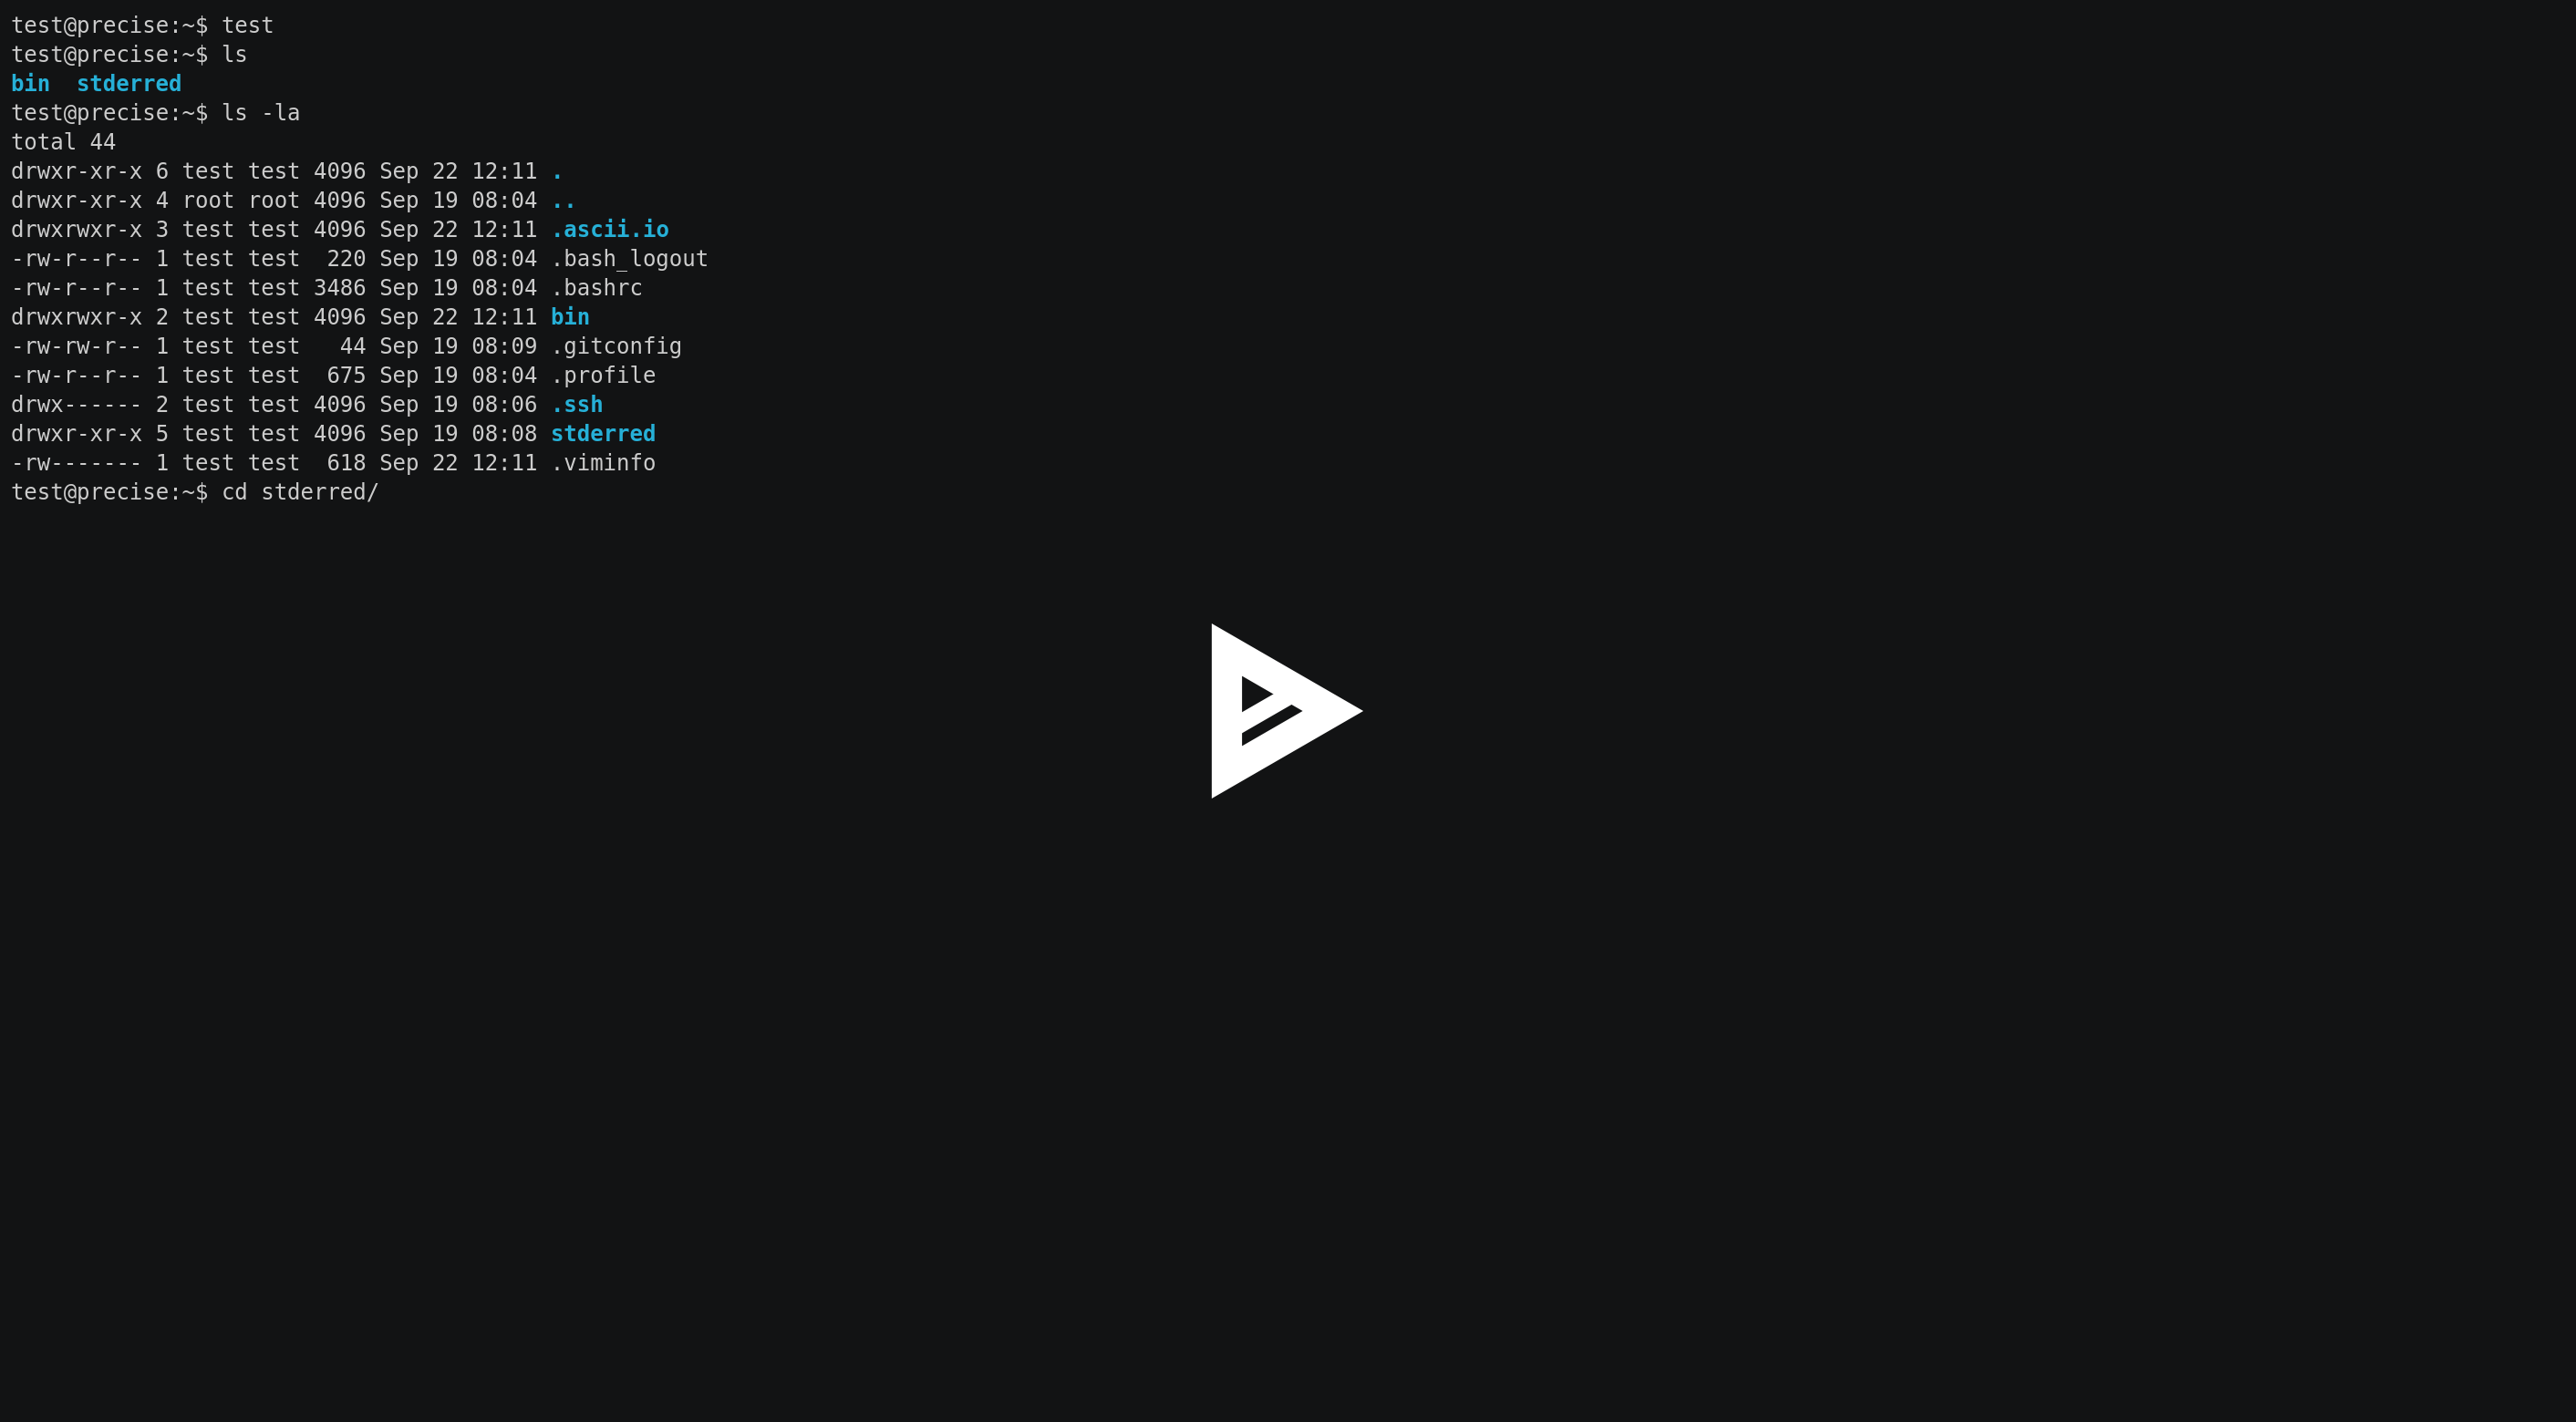 test@precise:~$ test
test@precise:~$ ls
bin  stderred
test@precise:~$ ls -la
total 44
drwxr-xr-x 6 test test 4096 Sep 22 12:11 .
drwxr-xr-x 4 root root 4096 Sep 19 08:04 ..
drwxrwxr-x 3 test test 4096 Sep 22 12:11 .ascii.io
-rw-r--r-- 1 test test  220 Sep 19 08:04 .bash_logout
-rw-r--r-- 1 test test 3486 Sep 19 08:04 .bashrc
drwxrwxr-x 2 test test 4096 Sep 22 12:11 bin
-rw-rw-r-- 1 test test   44 Sep 19 08:09 .gitconfig
-rw-r--r-- 1 test test  675 Sep 19 08:04 .profile
drwx------ 2 test test 4096 Sep 19 08:06 .ssh
drwxr-xr-x 5 test test 4096 Sep 19 08:08 stderred
-rw------- 1 test test  618 Sep 22 12:11 .viminfo
test@precise:~$ cd stderred/